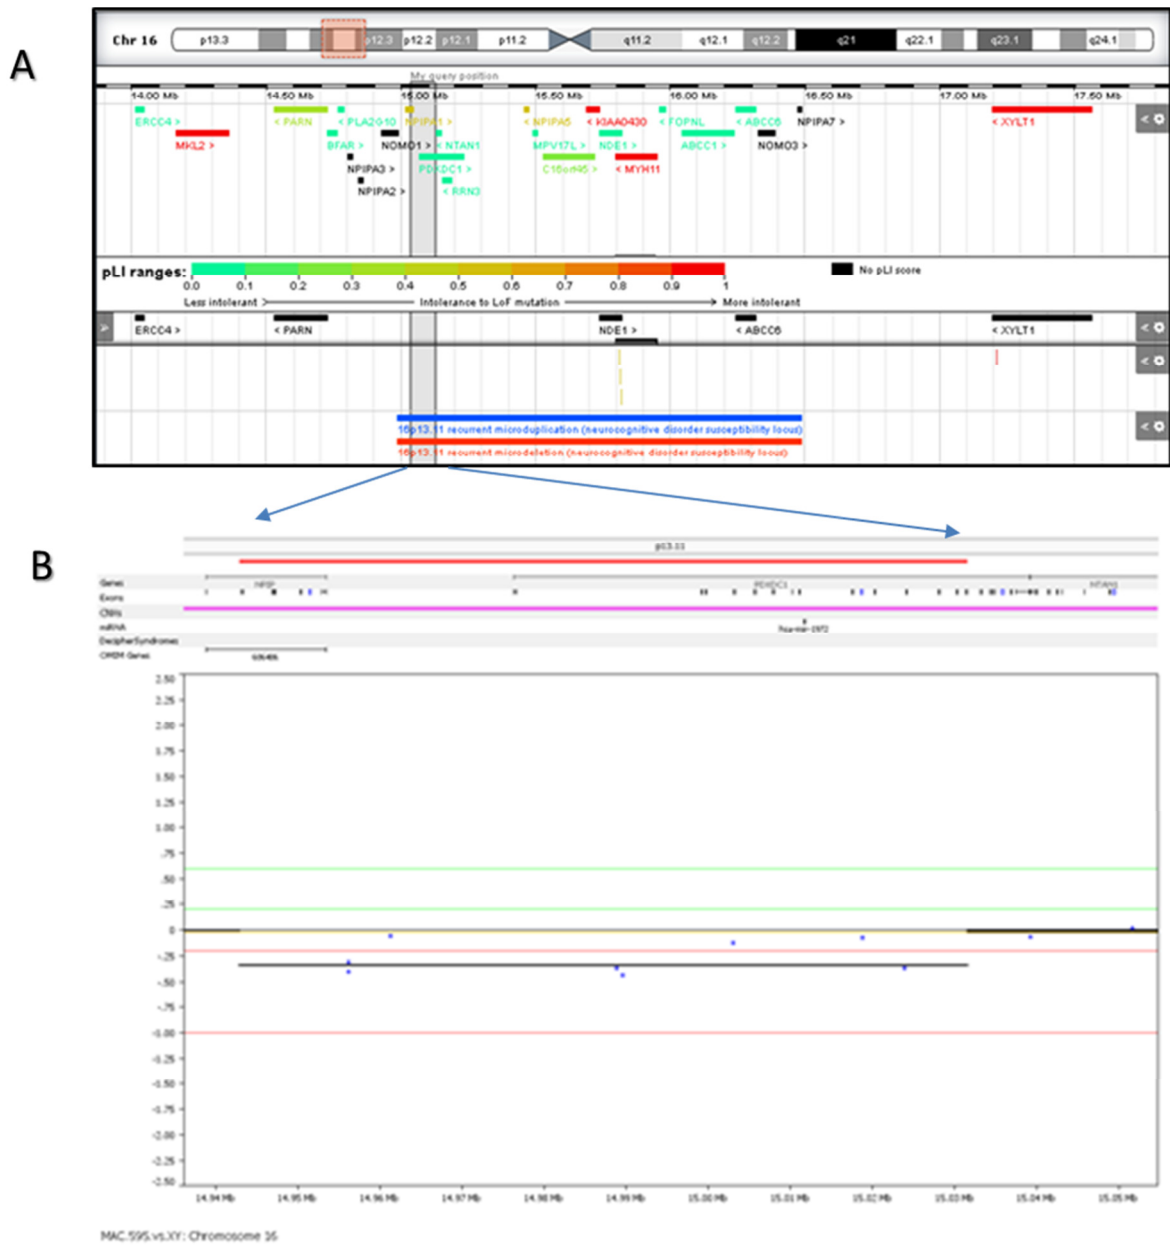 A
Chr 16 p13.3 p12.3 p12.2 p12.1 p11.2 q11.2 q12.1 q12.2 q21 q22.1 q23.1 q24.1
My query position
14.00 Mb 14.50 Mb 15.00 Mb 15.50 Mb 16.00 Mb 16.50 Mb 17.00 Mb 17.50 Mb
ERCC4 > < PARN < PLA2G10 NPIPA1 > < NPIPA5 < KIAA0430 < FOPNL > < ABCC6 NPIPA7 > < XYLT1
MKL2 > BFAR > NOMO1 > < NTAN1 MPV17L > NDE1 > ABCC1 > NOMO3 >
NPIPA3 > PDXDC1 > C16orf45 > < MYH11
NPIPA2 > < RRN3
pLI ranges: No pLI score
0.0 0.1 0.2 0.3 0.4 0.5 0.6 0.7 0.8 0.9 1
Less intolerant > Intolerance to LoF mutation More intolerant
ERCC4 > < PARN NDE1 > < ABCC6 < XYLT1
16p13.11 recurrent microduplication (neurocognitive disorder susceptibility locus)
16p13.11 recurrent microdeletion (neurocognitive disorder susceptibility locus)
B
p13.11
Genes NPIP PDXDC1 NTAN1
Exons
CNVs
miRNA hsa-mir-1972
DecipherSyndromes
OMIM Genes
2.50
2.25
2.00
1.75
1.50
1.25
1.00
.75
.50
.25
0
-.25
-.50
-.75
-1.00
-1.25
-1.50
-1.75
-2.00
-2.25
-2.50
14.94 Mb 14.95 Mb 14.96 Mb 14.97 Mb 14.98 Mb 14.99 Mb 15.00 Mb 15.01 Mb 15.02 Mb 15.03 Mb 15.04 Mb 15.05 Mb
MAC.595.vs.XY: Chromosome 16